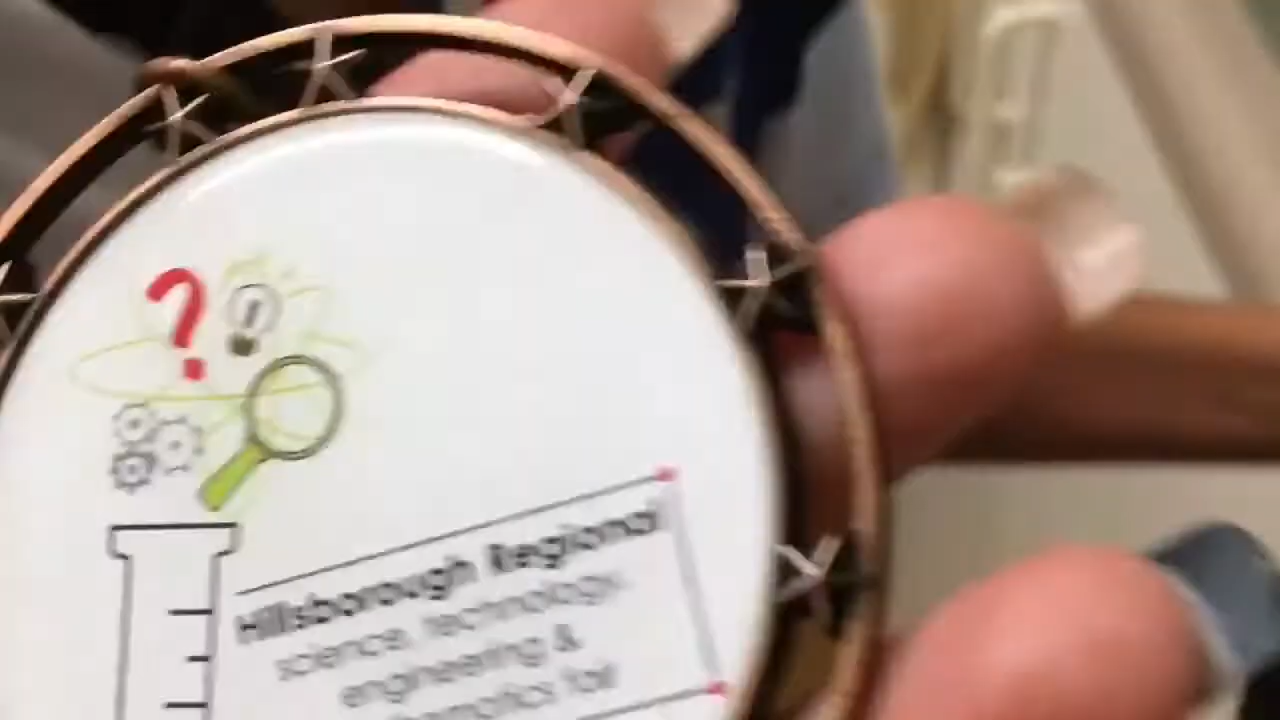 ?
Hillsborough Regional
science, technology,
engineering &